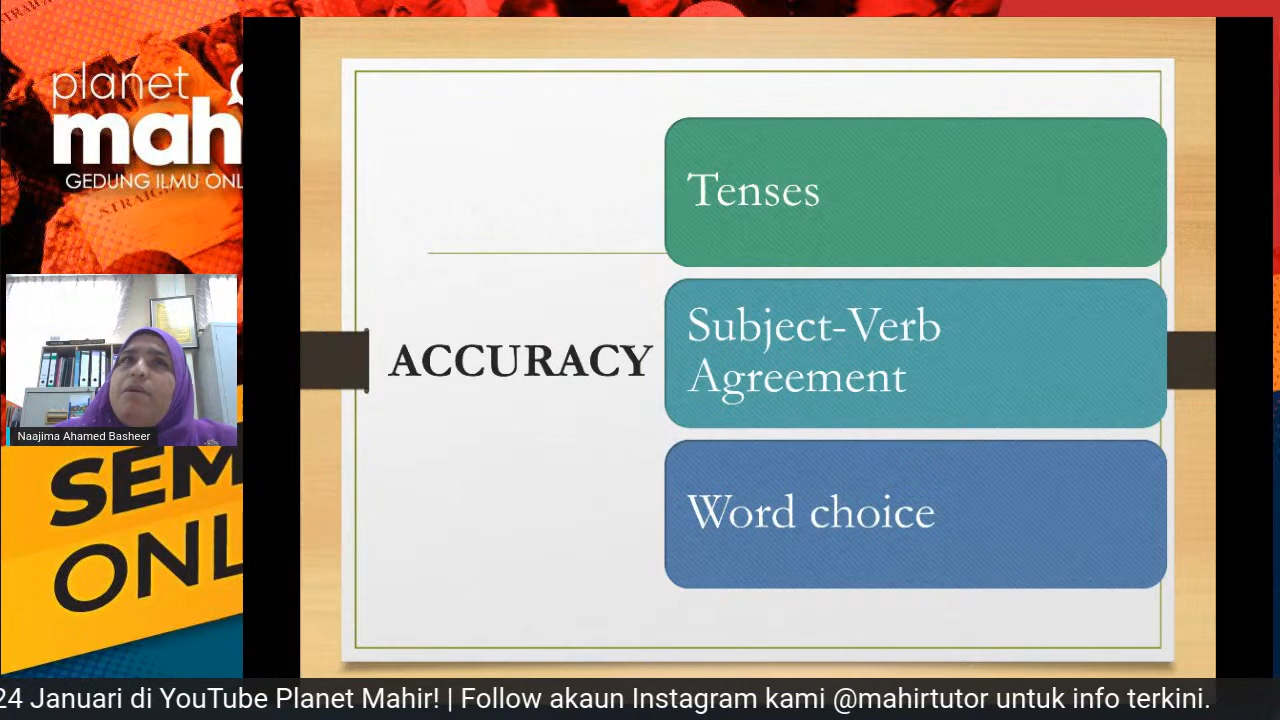 planet
mah
GEDUNG ILMU ONL
Naajima Ahamed Basheer
SEM
ONL
ACCURACY
Tenses
Subject-Verb
Agreement
Word choice
24 Januari di YouTube Planet Mahir! | Follow akaun Instagram kami @mahirtutor untuk info terkini.